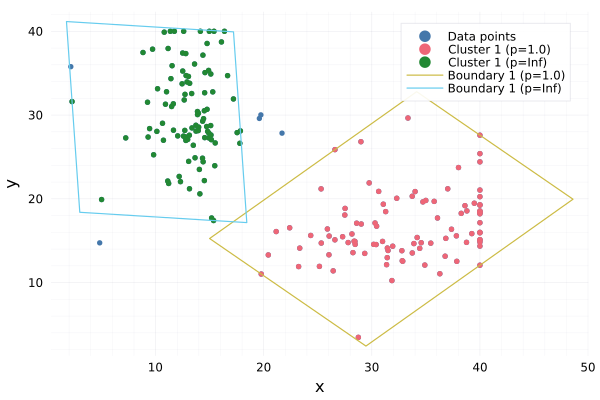 40
30
20
10
y
10
20
30
40
50
x
Data points
Cluster 1 (p=1.0)
Cluster 1 (p=Inf)
Boundary 1 (p=1.0)
Boundary 1 (p=Inf)